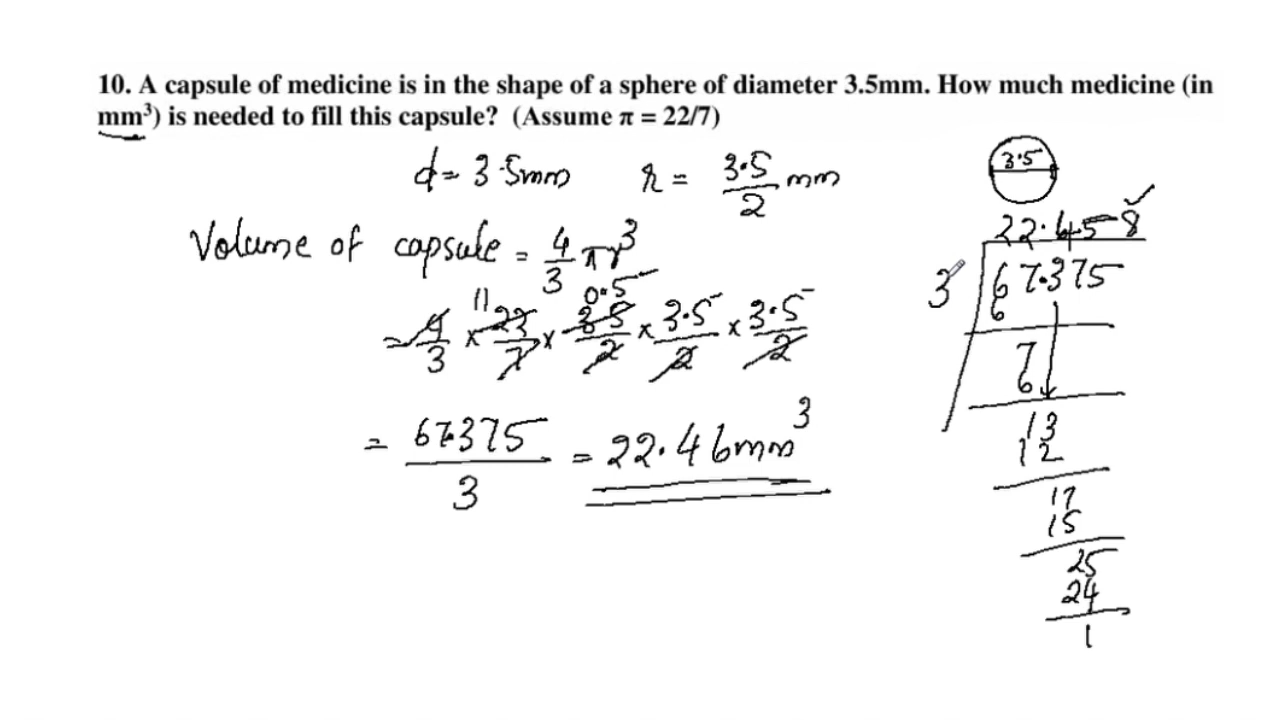 10. A capsule of medicine is in the shape of a sphere of diameter 3.5mm. How much medicine (in
mm³) is needed to fill this capsule? (Assume π = 22/7)
d = 3.5mm r = 3.5/2 mm
3.5
Volume of capsule = 4/3 πr³
11 0.5
= 4/3 x 22/7 x 3.5/2 x 3.5/2 x 3.5/2
= 67.375/3 = 22.46mm³
22.458
3 67.375
6
7
6
13
12
17
15
25
24
1